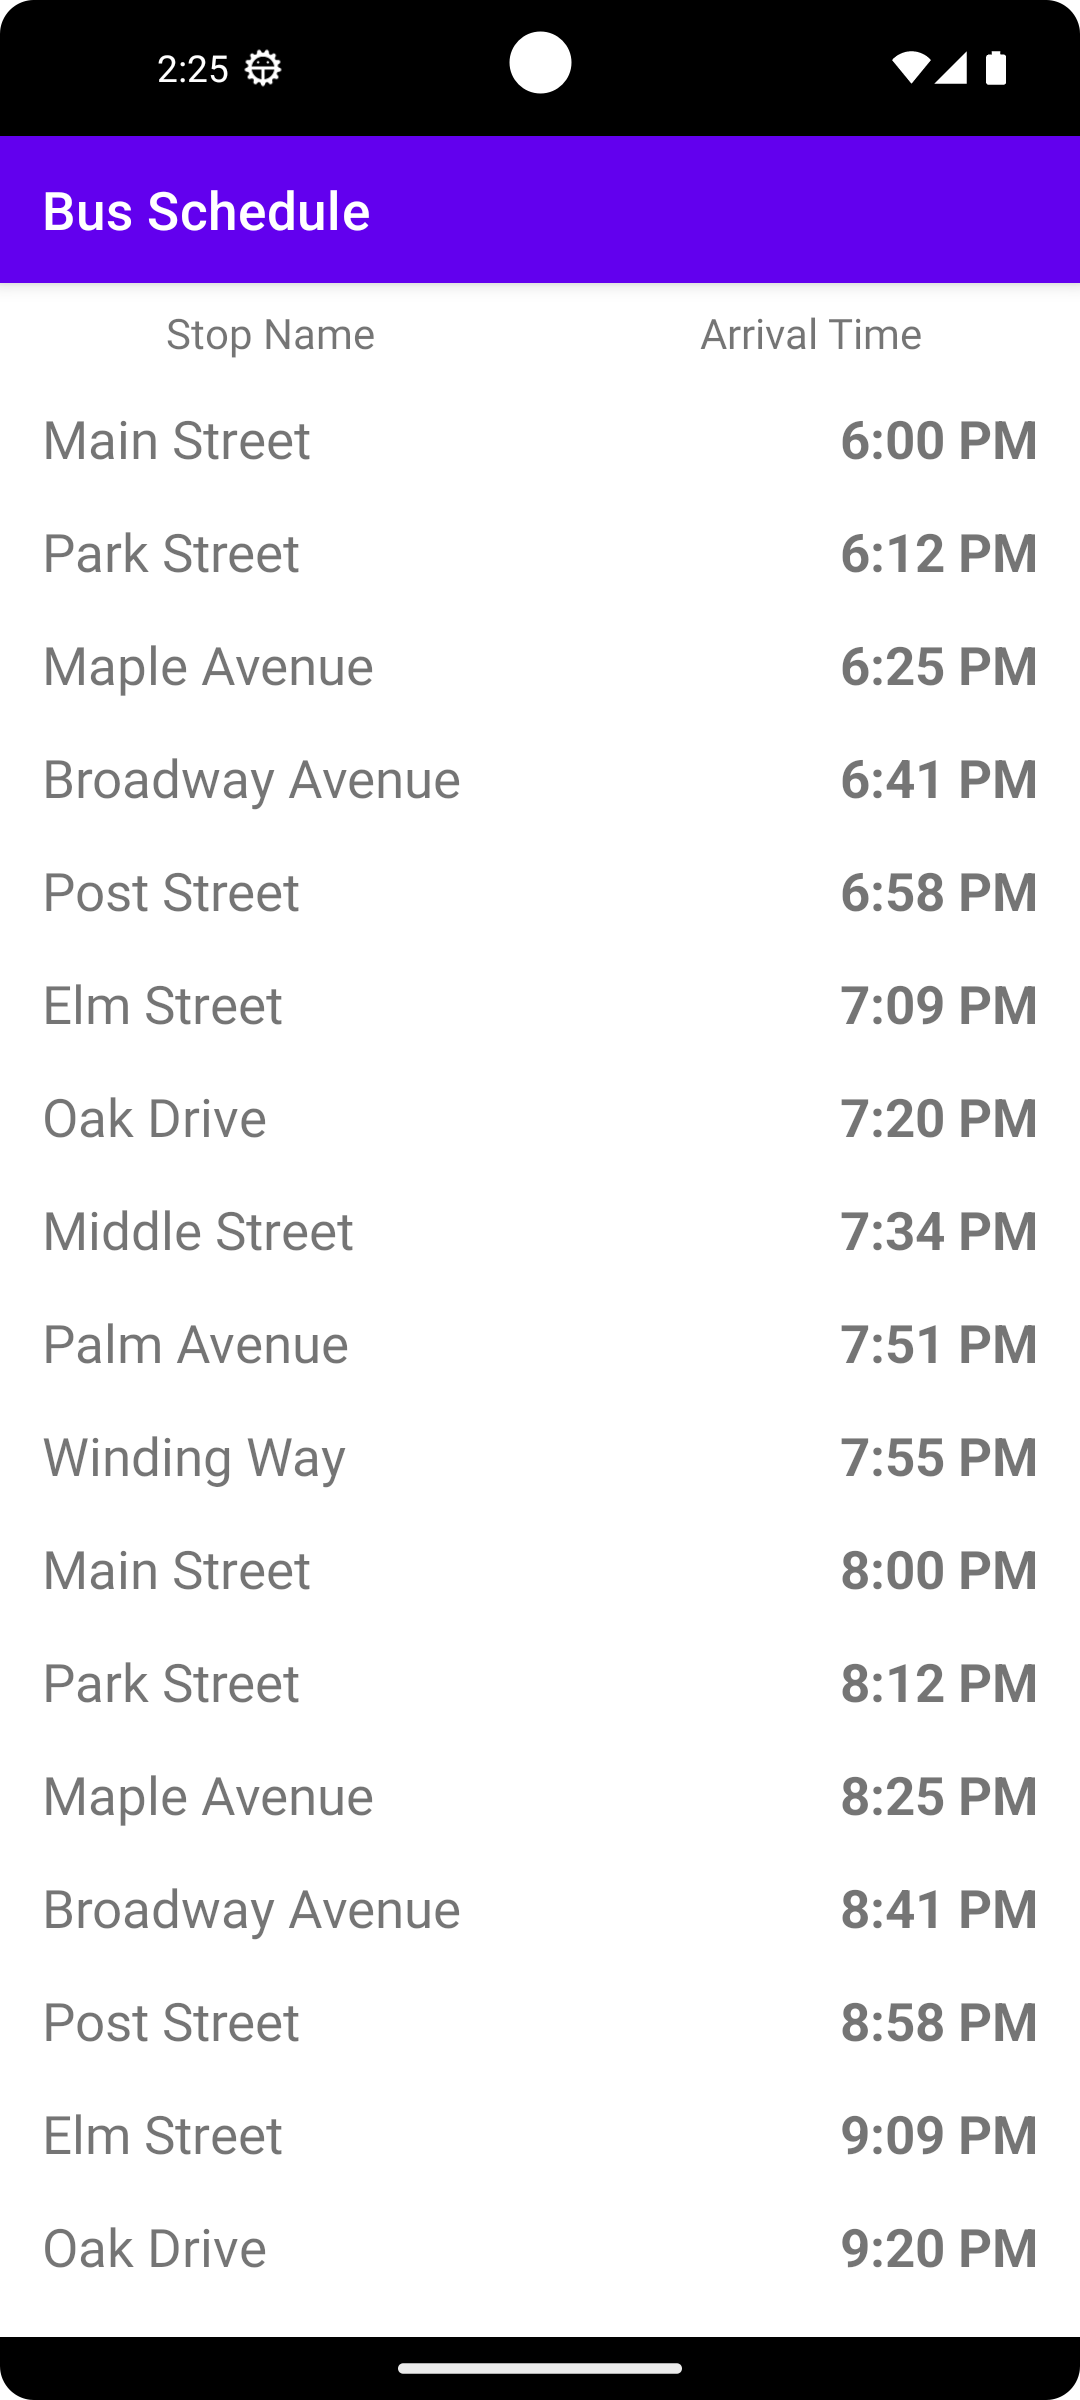 2:25
Bus Schedule
Stop Name Arrival Time
Main Street 6:00 PM
Park Street 6:12 PM
Maple Avenue 6:25 PM
Broadway Avenue 6:41 PM
Post Street 6:58 PM
Elm Street 7:09 PM
Oak Drive 7:20 PM
Middle Street 7:34 PM
Palm Avenue 7:51 PM
Winding Way 7:55 PM
Main Street 8:00 PM
Park Street 8:12 PM
Maple Avenue 8:25 PM
Broadway Avenue 8:41 PM
Post Street 8:58 PM
Elm Street 9:09 PM
Oak Drive 9:20 PM